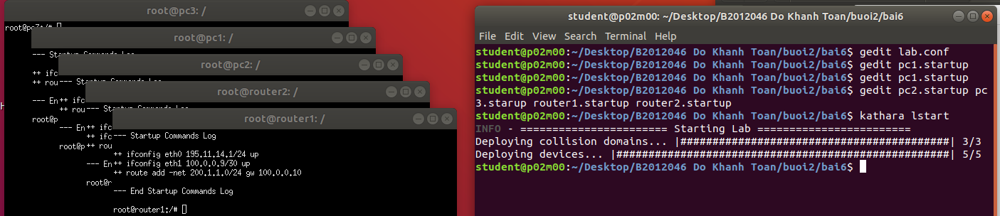 root@pc3: /
root@pc3:/#
root@pc1: /
--- Startup Commands Log
++ ifc
++ rou
--- En
root@p
root@pc2: /
--- Startup Commands Log
++ ifc
++ rou
--- En
root@p
root@router2: /
--- Startup Commands Log
++ ifc
++ ifc
++ rou
--- En
root@r
root@router1: /
--- Startup Commands Log
++ ifconfig eth0 195.11.14.1/24 up
++ ifconfig eth1 100.0.0.9/30 up
++ route add -net 200.1.1.0/24 gw 100.0.0.10
--- End Startup Commands Log
root@router1:/#
student@p02m00: ~/Desktop/B2012046 Do Khanh Toan/buoi2/bai6
File Edit View Search Terminal Help
student@p02m00:~/Desktop/B2012046 Do Khanh Toan/buoi2/bai6$ gedit lab.conf
student@p02m00:~/Desktop/B2012046 Do Khanh Toan/buoi2/bai6$ gedit pc1.startup
student@p02m00:~/Desktop/B2012046 Do Khanh Toan/buoi2/bai6$ gedit pc1.startup
student@p02m00:~/Desktop/B2012046 Do Khanh Toan/buoi2/bai6$ gedit pc2.startup pc
3.starup router1.startup router2.startup
student@p02m00:~/Desktop/B2012046 Do Khanh Toan/buoi2/bai6$ kathara lstart
INFO - ======================= Starting Lab ========================
Deploying collision domains... |##########################################| 3/3
Deploying devices... |####################################################| 5/5
student@p02m00:~/Desktop/B2012046 Do Khanh Toan/buoi2/bai6$